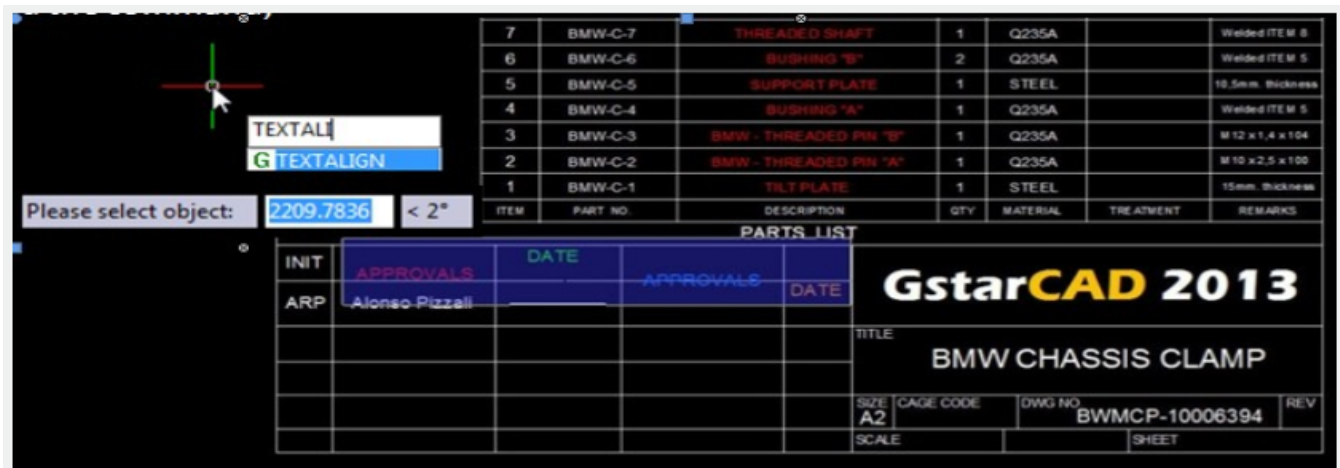 7 BMW-C-7 THREADED SHAFT 1 Q235A Welded ITEM 8
6 BMW-C-6 BUSHING "B" 2 Q235A Welded ITEM 5
5 BMW-C-5 SUPPORT PLATE 1 STEEL 10,5mm. thickness
4 BMW-C-4 BUSHING "A" 1 Q235A Welded ITEM 5
3 BMW-C-3 BMW - THREADED PIN "B" 1 Q235A M12 x 1,4 x 104
2 BMW-C-2 BMW - THREADED PIN "A" 1 Q235A M10 x 2,5 x 100
1 BMW-C-1 TILT PLATE 1 STEEL 15mm. thickness
ITEM PART NO. DESCRIPTION QTY MATERIAL TREATMENT REMARKS
PARTS LIST
TEXTALI
G TEXTALIGN
Please select object: 2209.7836 < 2°
INIT APPROVALS DATE APPROVALS DATE
ARP Alonso Pizzali
GstarCAD 2013
TITLE
BMW CHASSIS CLAMP
SIZE CAGE CODE DWG NO REV
A2 BWMCP-10006394
SCALE SHEET